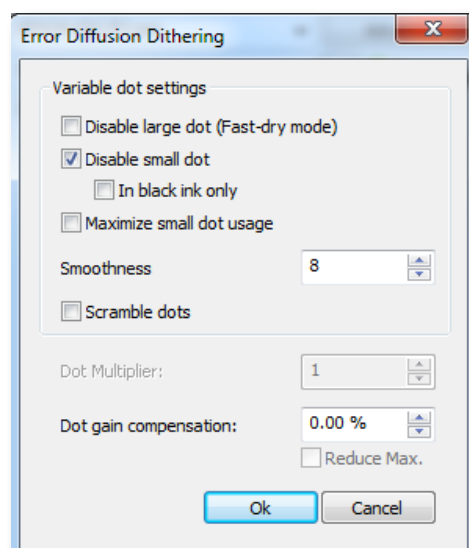 Error Diffusion Dithering
Variable dot settings
Disable large dot (Fast-dry mode)
Disable small dot
In black ink only
Maximize small dot usage
Smoothness 8
Scramble dots
Dot Multiplier: 1
Dot gain compensation: 0.00 %
Reduce Max.
Ok Cancel